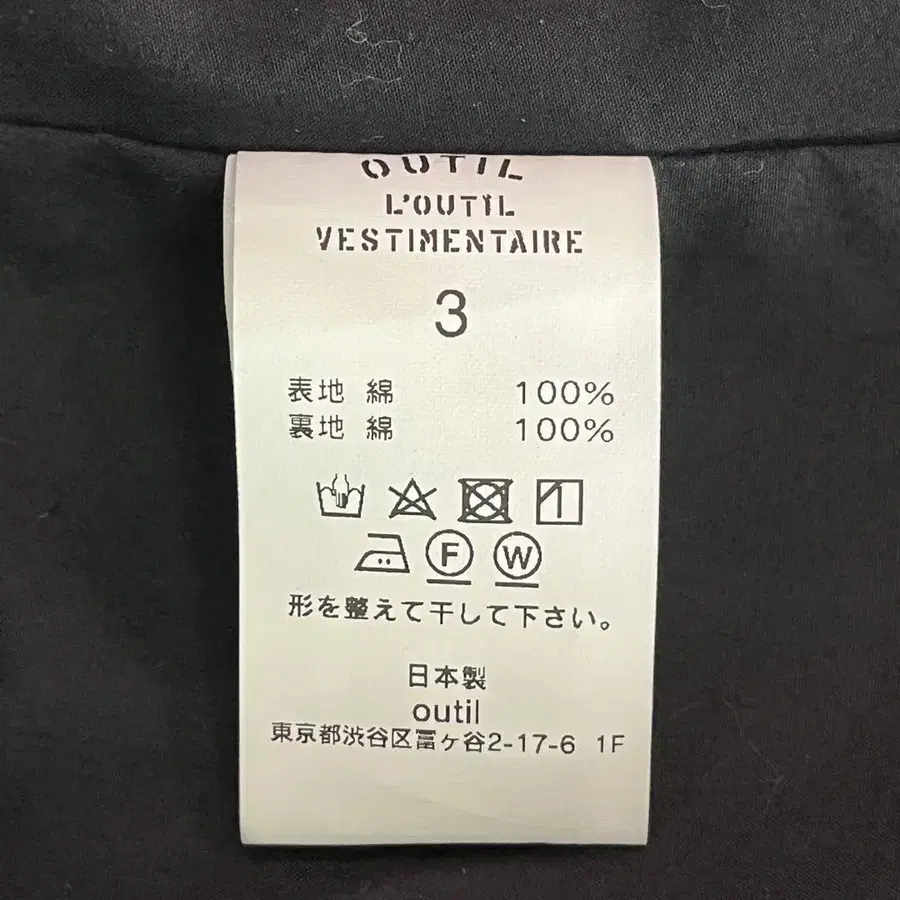 OUTIL
L'OUTIL
VESTIMENTAIRE
3
表地 綿 100%
裏地 綿 100%
F W
形を整えて干して下さい。
日本製
outil
東京都渋谷区富ヶ谷2-17-6 1F